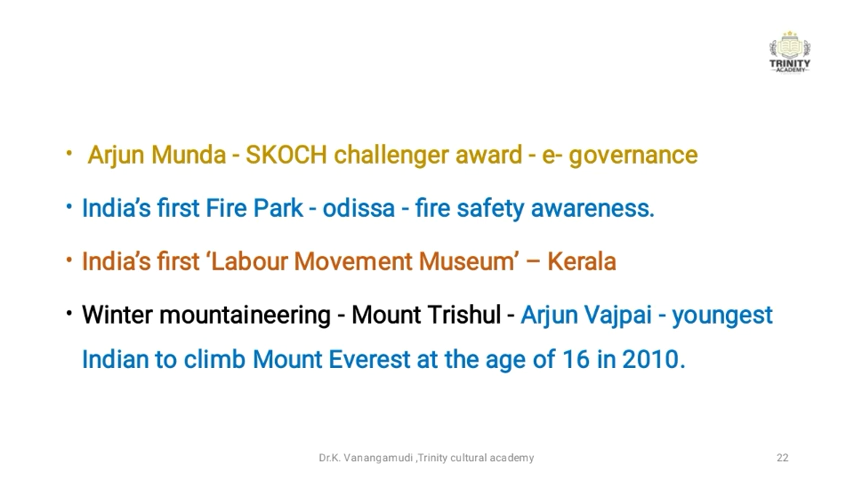 TRINITY
ACADEMY
• Arjun Munda - SKOCH challenger award - e- governance
• India’s first Fire Park - odissa - fire safety awareness.
• India’s first ‘Labour Movement Museum’ – Kerala
• Winter mountaineering - Mount Trishul - Arjun Vajpai - youngest
Indian to climb Mount Everest at the age of 16 in 2010.
Dr.K. Vanangamudi ,Trinity cultural academy
22